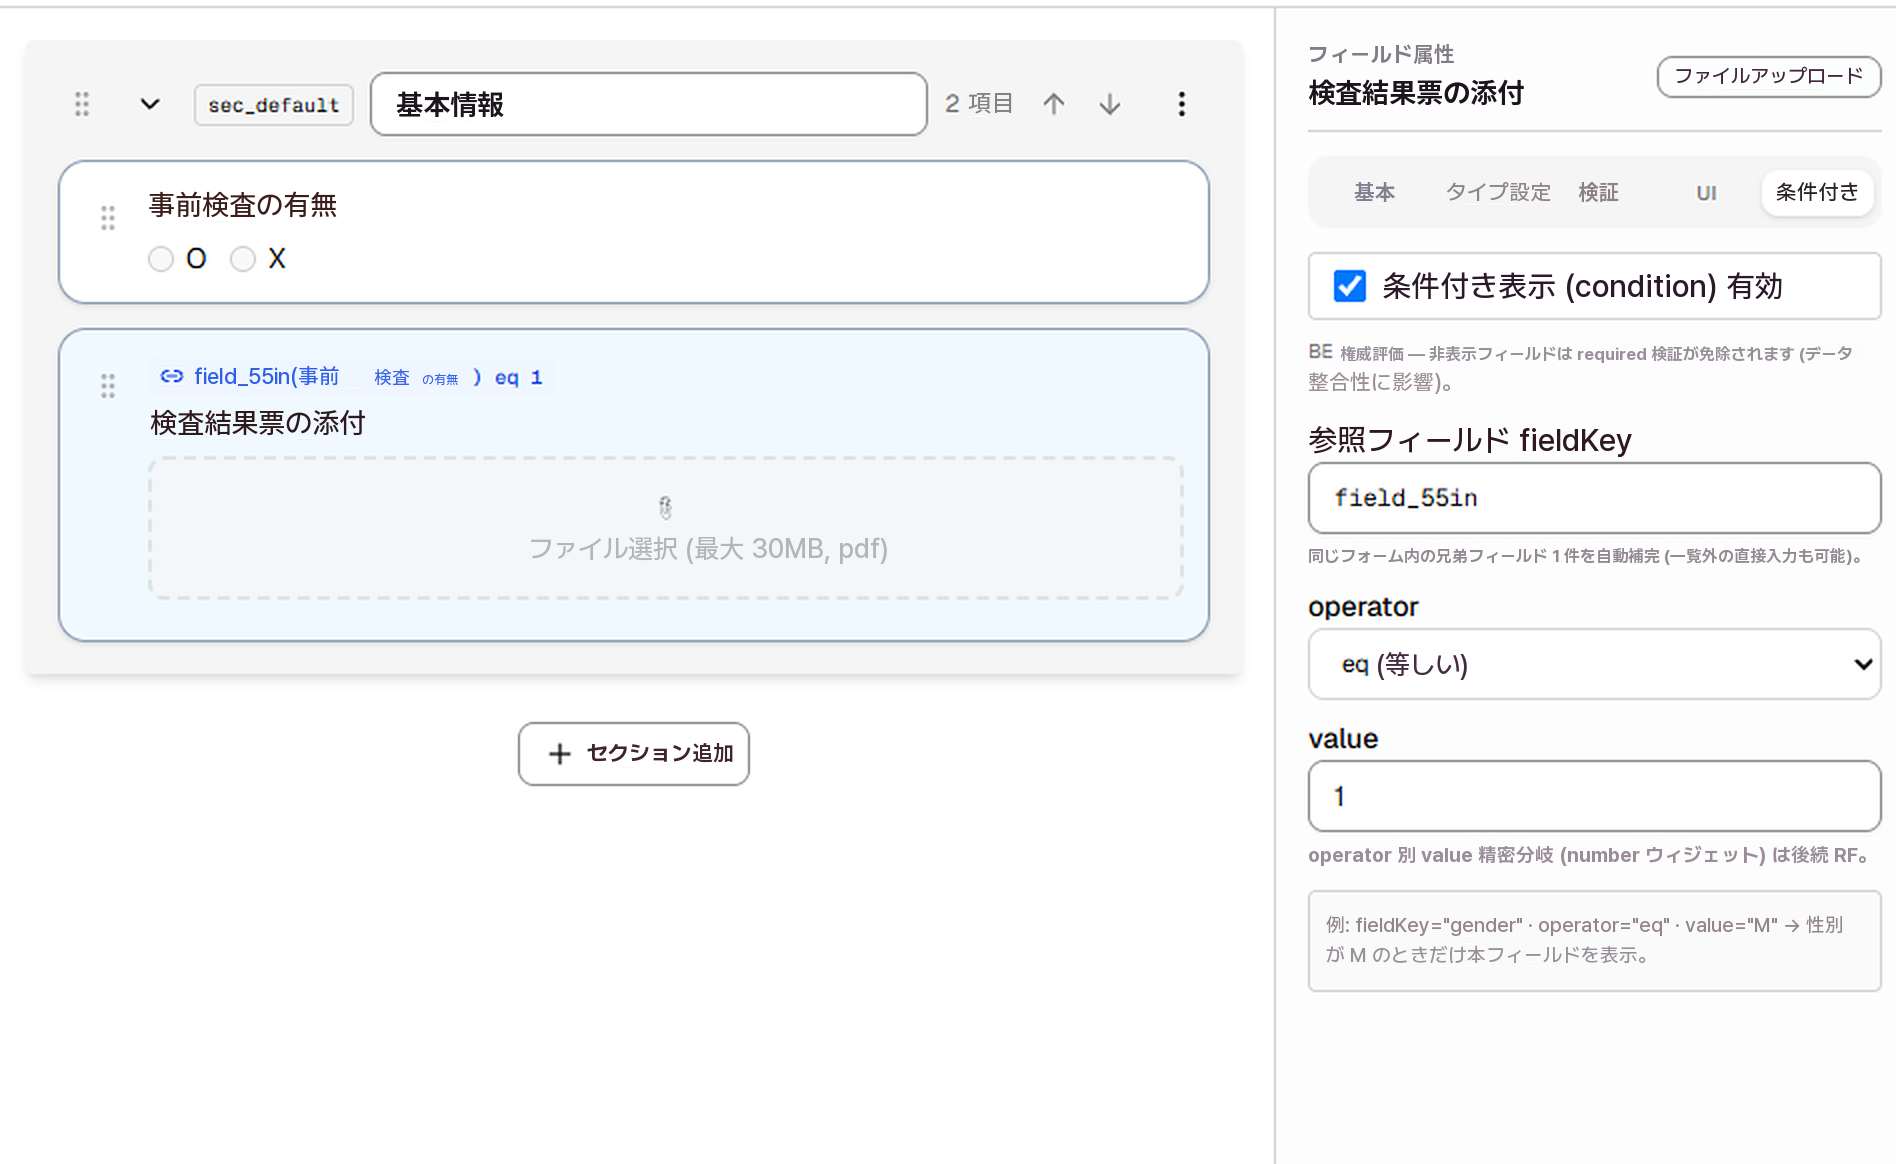 sec_default
基本情報
2 項目
事前検査の有無
O X
field_55in(事前 検査 の有無 ) eq 1
検査結果票の添付
ファイル選択 (最大 30MB, pdf)
セクション追加
フィールド属性
検査結果票の添付
ファイルアップロード
基本 タイプ設定 検証 UI 条件付き
条件付き表示 (condition) 有効
BE 権威評価 — 非表示フィールドは required 検証が免除されます (データ
整合性に影響)。
参照フィールド fieldKey
field_55in
同じフォーム内の兄弟フィールド 1 件を自動補完 (一覧外の直接入力も可能)。
operator
eq (等しい)
value
1
operator 別 value 精密分岐 (number ウィジェット) は後続 RF。
例: fieldKey="gender" · operator="eq" · value="M" → 性別
が M のときだけ本フィールドを表示。